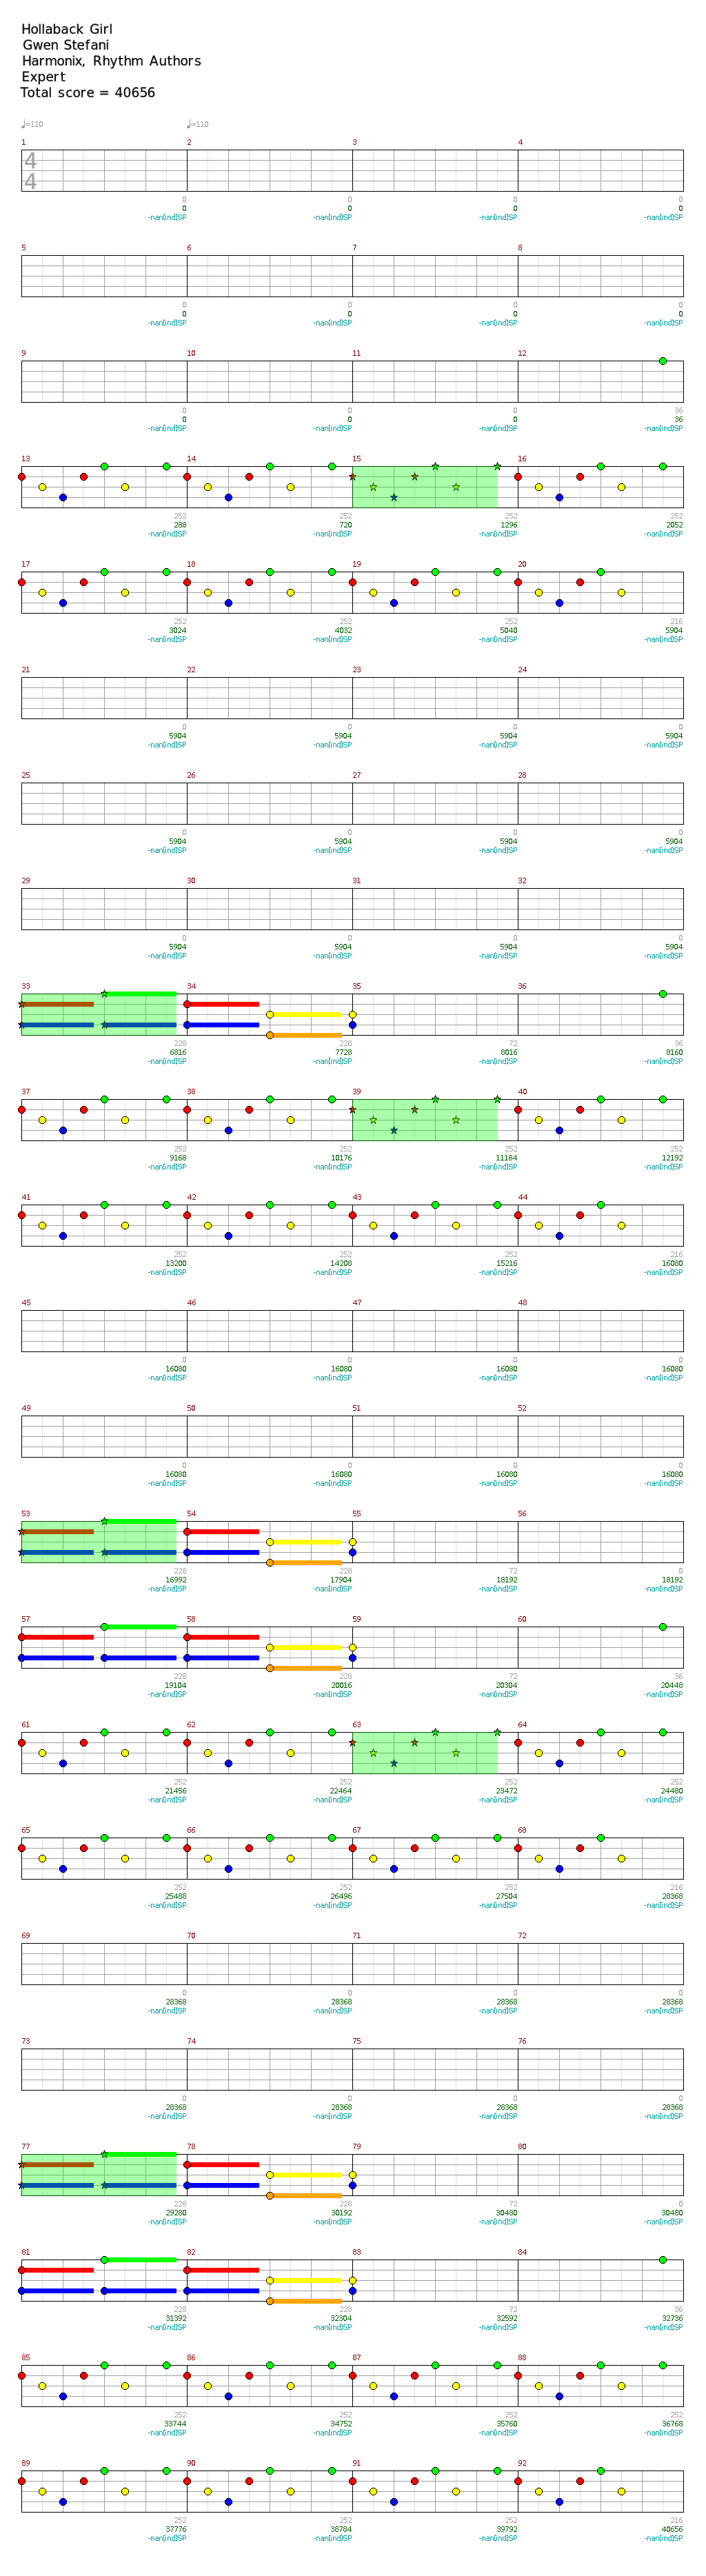 Hollaback Girl
Gwen Stefani
Harmonix, Rhythm Authors
Expert
Total score = 40656
♩=110 ♩=110
1 2 3 4
4
4
0 0 0 0
0 0 0 0
-nan(ind)SP -nan(ind)SP -nan(ind)SP -nan(ind)SP
5 6 7 8
0 0 0 0
0 0 0 0
-nan(ind)SP -nan(ind)SP -nan(ind)SP -nan(ind)SP
9 10 11 12
0 0 0 36
0 0 0 36
-nan(ind)SP -nan(ind)SP -nan(ind)SP -nan(ind)SP
13 14 15 16
252 252 252 252
288 720 1296 2052
-nan(ind)SP -nan(ind)SP -nan(ind)SP -nan(ind)SP
17 18 19 20
252 252 252 216
3024 4032 5040 5904
-nan(ind)SP -nan(ind)SP -nan(ind)SP -nan(ind)SP
21 22 23 24
0 0 0 0
5904 5904 5904 5904
-nan(ind)SP -nan(ind)SP -nan(ind)SP -nan(ind)SP
25 26 27 28
0 0 0 0
5904 5904 5904 5904
-nan(ind)SP -nan(ind)SP -nan(ind)SP -nan(ind)SP
29 30 31 32
0 0 0 0
5904 5904 5904 5904
-nan(ind)SP -nan(ind)SP -nan(ind)SP -nan(ind)SP
33 34 35 36
228 228 72 36
6816 7728 8016 8160
-nan(ind)SP -nan(ind)SP -nan(ind)SP -nan(ind)SP
37 38 39 40
252 252 252 252
9168 10176 11184 12192
-nan(ind)SP -nan(ind)SP -nan(ind)SP -nan(ind)SP
41 42 43 44
252 252 252 216
13200 14208 15216 16080
-nan(ind)SP -nan(ind)SP -nan(ind)SP -nan(ind)SP
45 46 47 48
0 0 0 0
16080 16080 16080 16080
-nan(ind)SP -nan(ind)SP -nan(ind)SP -nan(ind)SP
49 50 51 52
0 0 0 0
16080 16080 16080 16080
-nan(ind)SP -nan(ind)SP -nan(ind)SP -nan(ind)SP
53 54 55 56
228 228 72 0
16992 17904 18192 18192
-nan(ind)SP -nan(ind)SP -nan(ind)SP -nan(ind)SP
57 58 59 60
228 228 72 36
19104 20016 20304 20448
-nan(ind)SP -nan(ind)SP -nan(ind)SP -nan(ind)SP
61 62 63 64
252 252 252 252
21456 22464 23472 24480
-nan(ind)SP -nan(ind)SP -nan(ind)SP -nan(ind)SP
65 66 67 68
252 252 252 216
25488 26496 27504 28368
-nan(ind)SP -nan(ind)SP -nan(ind)SP -nan(ind)SP
69 70 71 72
0 0 0 0
28368 28368 28368 28368
-nan(ind)SP -nan(ind)SP -nan(ind)SP -nan(ind)SP
73 74 75 76
0 0 0 0
28368 28368 28368 28368
-nan(ind)SP -nan(ind)SP -nan(ind)SP -nan(ind)SP
77 78 79 80
228 228 72 0
29280 30192 30480 30480
-nan(ind)SP -nan(ind)SP -nan(ind)SP -nan(ind)SP
81 82 83 84
228 228 72 36
31392 32304 32592 32736
-nan(ind)SP -nan(ind)SP -nan(ind)SP -nan(ind)SP
85 86 87 88
252 252 252 252
33744 34752 35760 36768
-nan(ind)SP -nan(ind)SP -nan(ind)SP -nan(ind)SP
89 90 91 92
252 252 252 216
37776 38784 39792 40656
-nan(ind)SP -nan(ind)SP -nan(ind)SP -nan(ind)SP